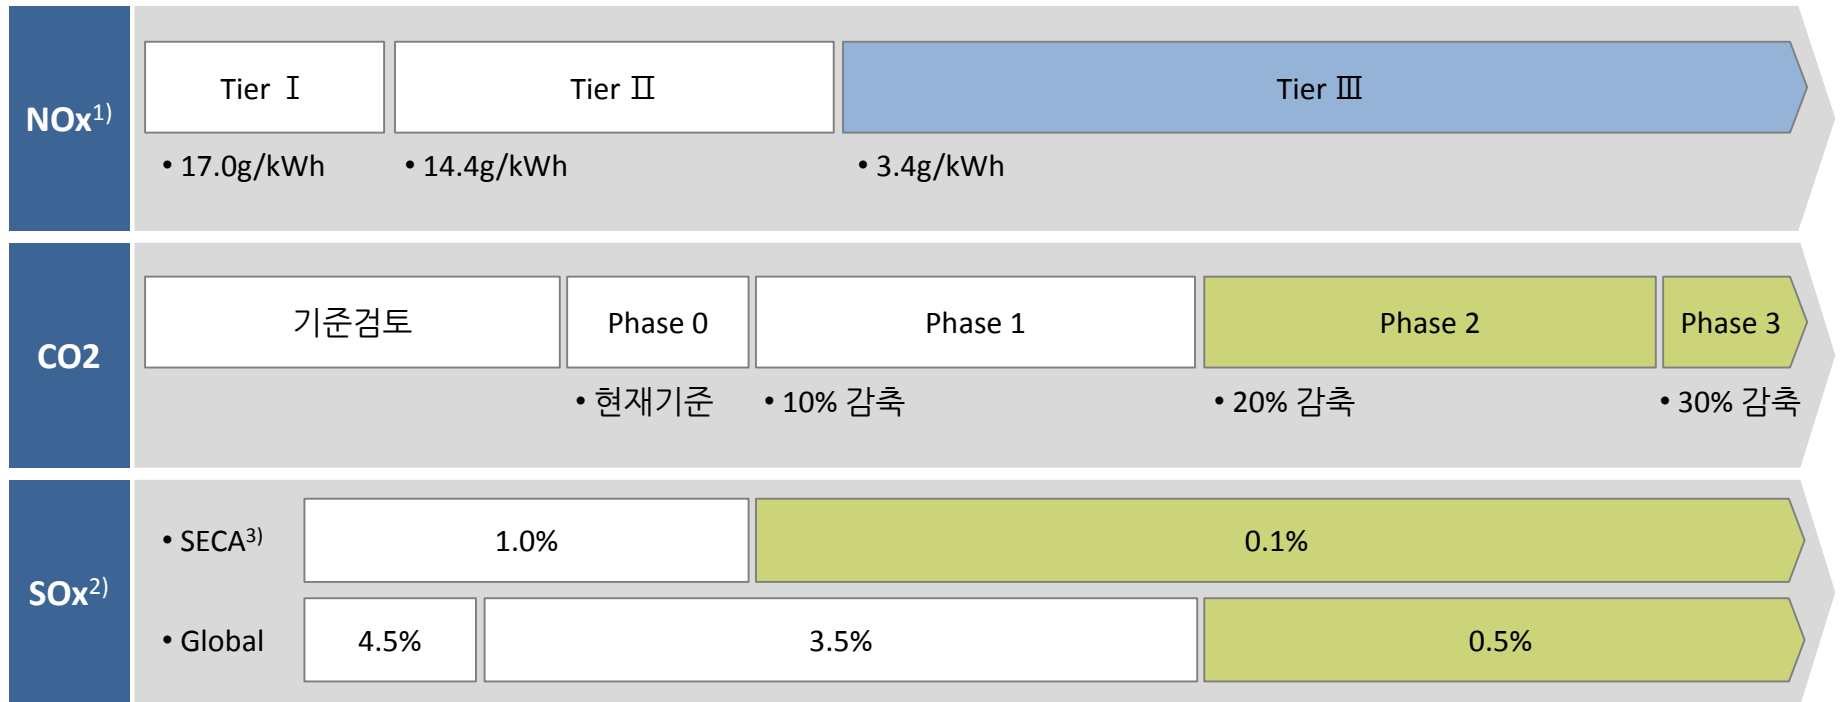 NOx1)
Tier Ⅰ
Tier Ⅱ
Tier Ⅲ
• 17.0g/kWh
• 14.4g/kWh
• 3.4g/kWh
CO2
기준검토
Phase 0
Phase 1
Phase 2
Phase 3
• 현재기준
• 10% 감축
• 20% 감축
• 30% 감축
SOx2)
• SECA3)
1.0%
0.1%
• Global
4.5%
3.5%
0.5%